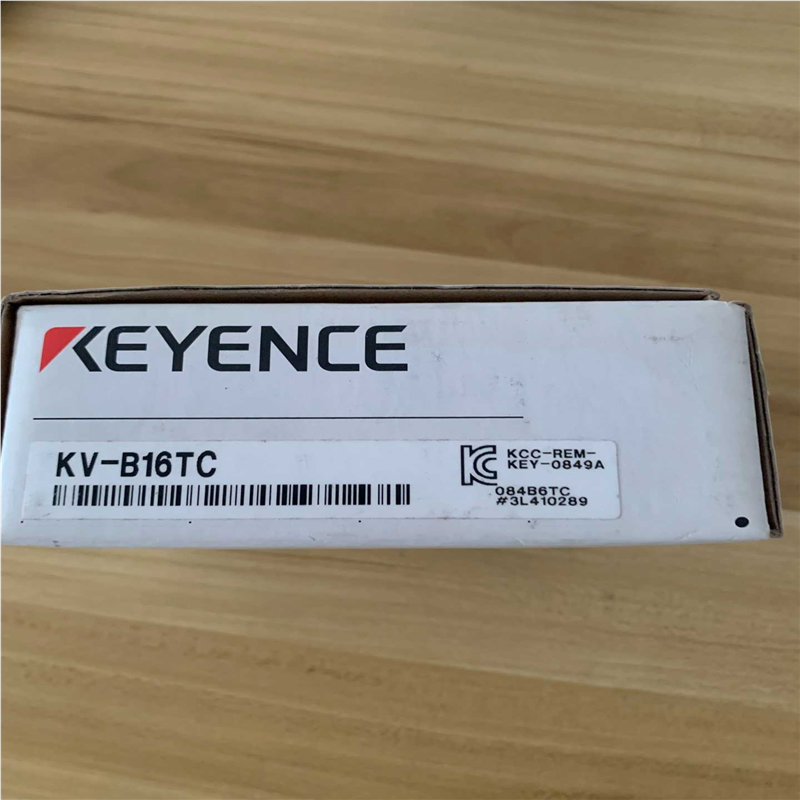 KEYENCE
KV-B16TC
KCC-REM-
KEY-0849A
084B6TC
#3L410289